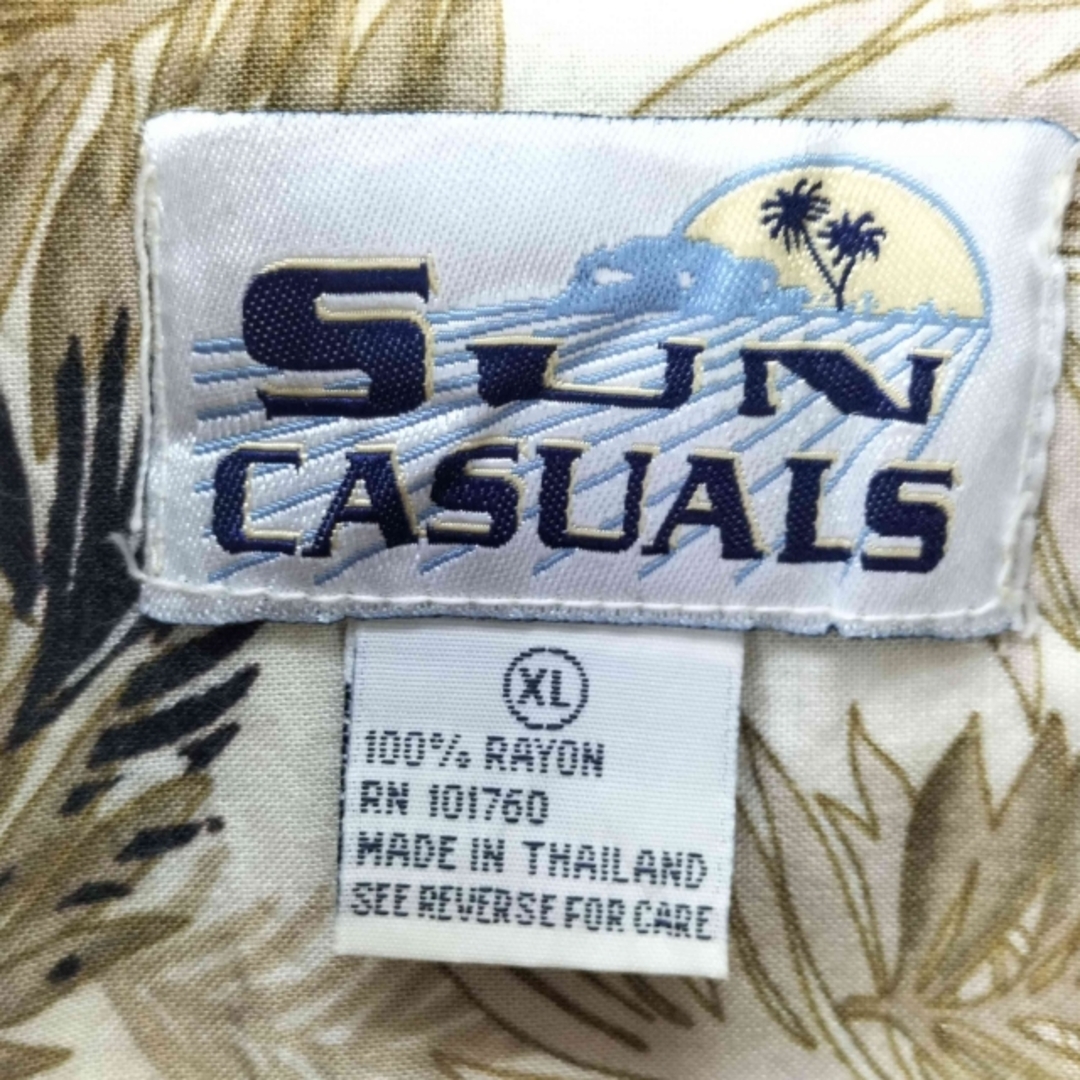 SUN
CASUALS
XL
100% RAYON
RN 101760
MADE IN THAILAND
SEE REVERSE FOR CARE